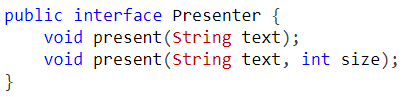 public interface Presenter {
    void present(String text);
    void present(String text, int size);
}